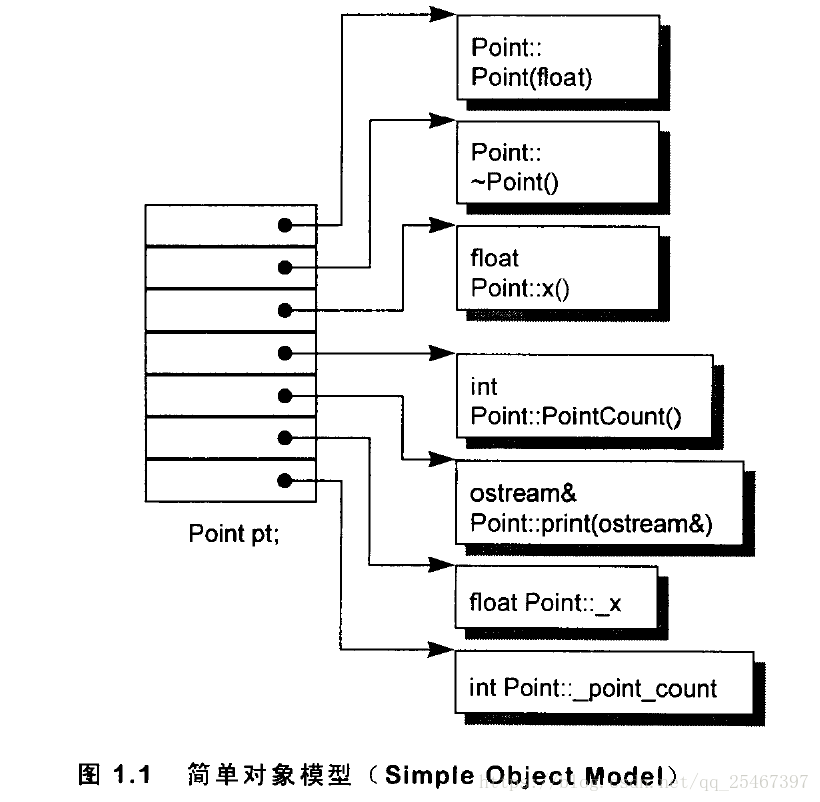 Point::
Point(float)
Point::
~Point()
float
Point::x()
int
Point::PointCount()
ostream&
Point::print(ostream&)
float Point::_x
int Point::_point_count
Point pt;
图 1.1 简单对象模型（Simple Object Model）
https://blog.csdn.net/qq_25467397